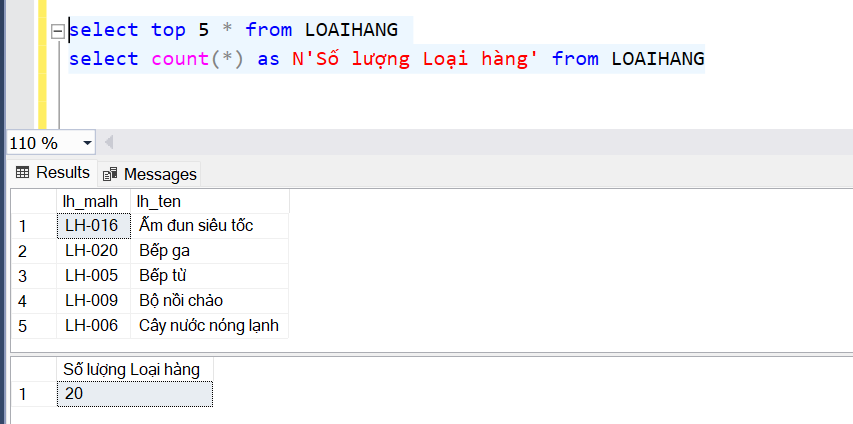 select top 5 * from LOAIHANG
select count(*) as N'Số lượng Loại hàng' from LOAIHANG
110 %
Results Messages
lh_malh lh_ten
1 LH-016 Ấm đun siêu tốc
2 LH-020 Bếp ga
3 LH-005 Bếp từ
4 LH-009 Bộ nồi chảo
5 LH-006 Cây nước nóng lạnh
Số lượng Loại hàng
1 20